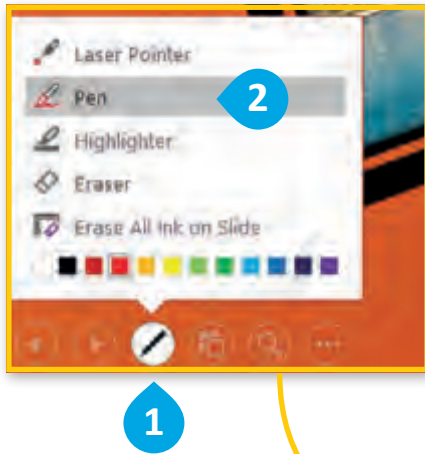 Laser Pointer
Pen
2
Highlighter
Eraser
Erase All Ink on Slide
1